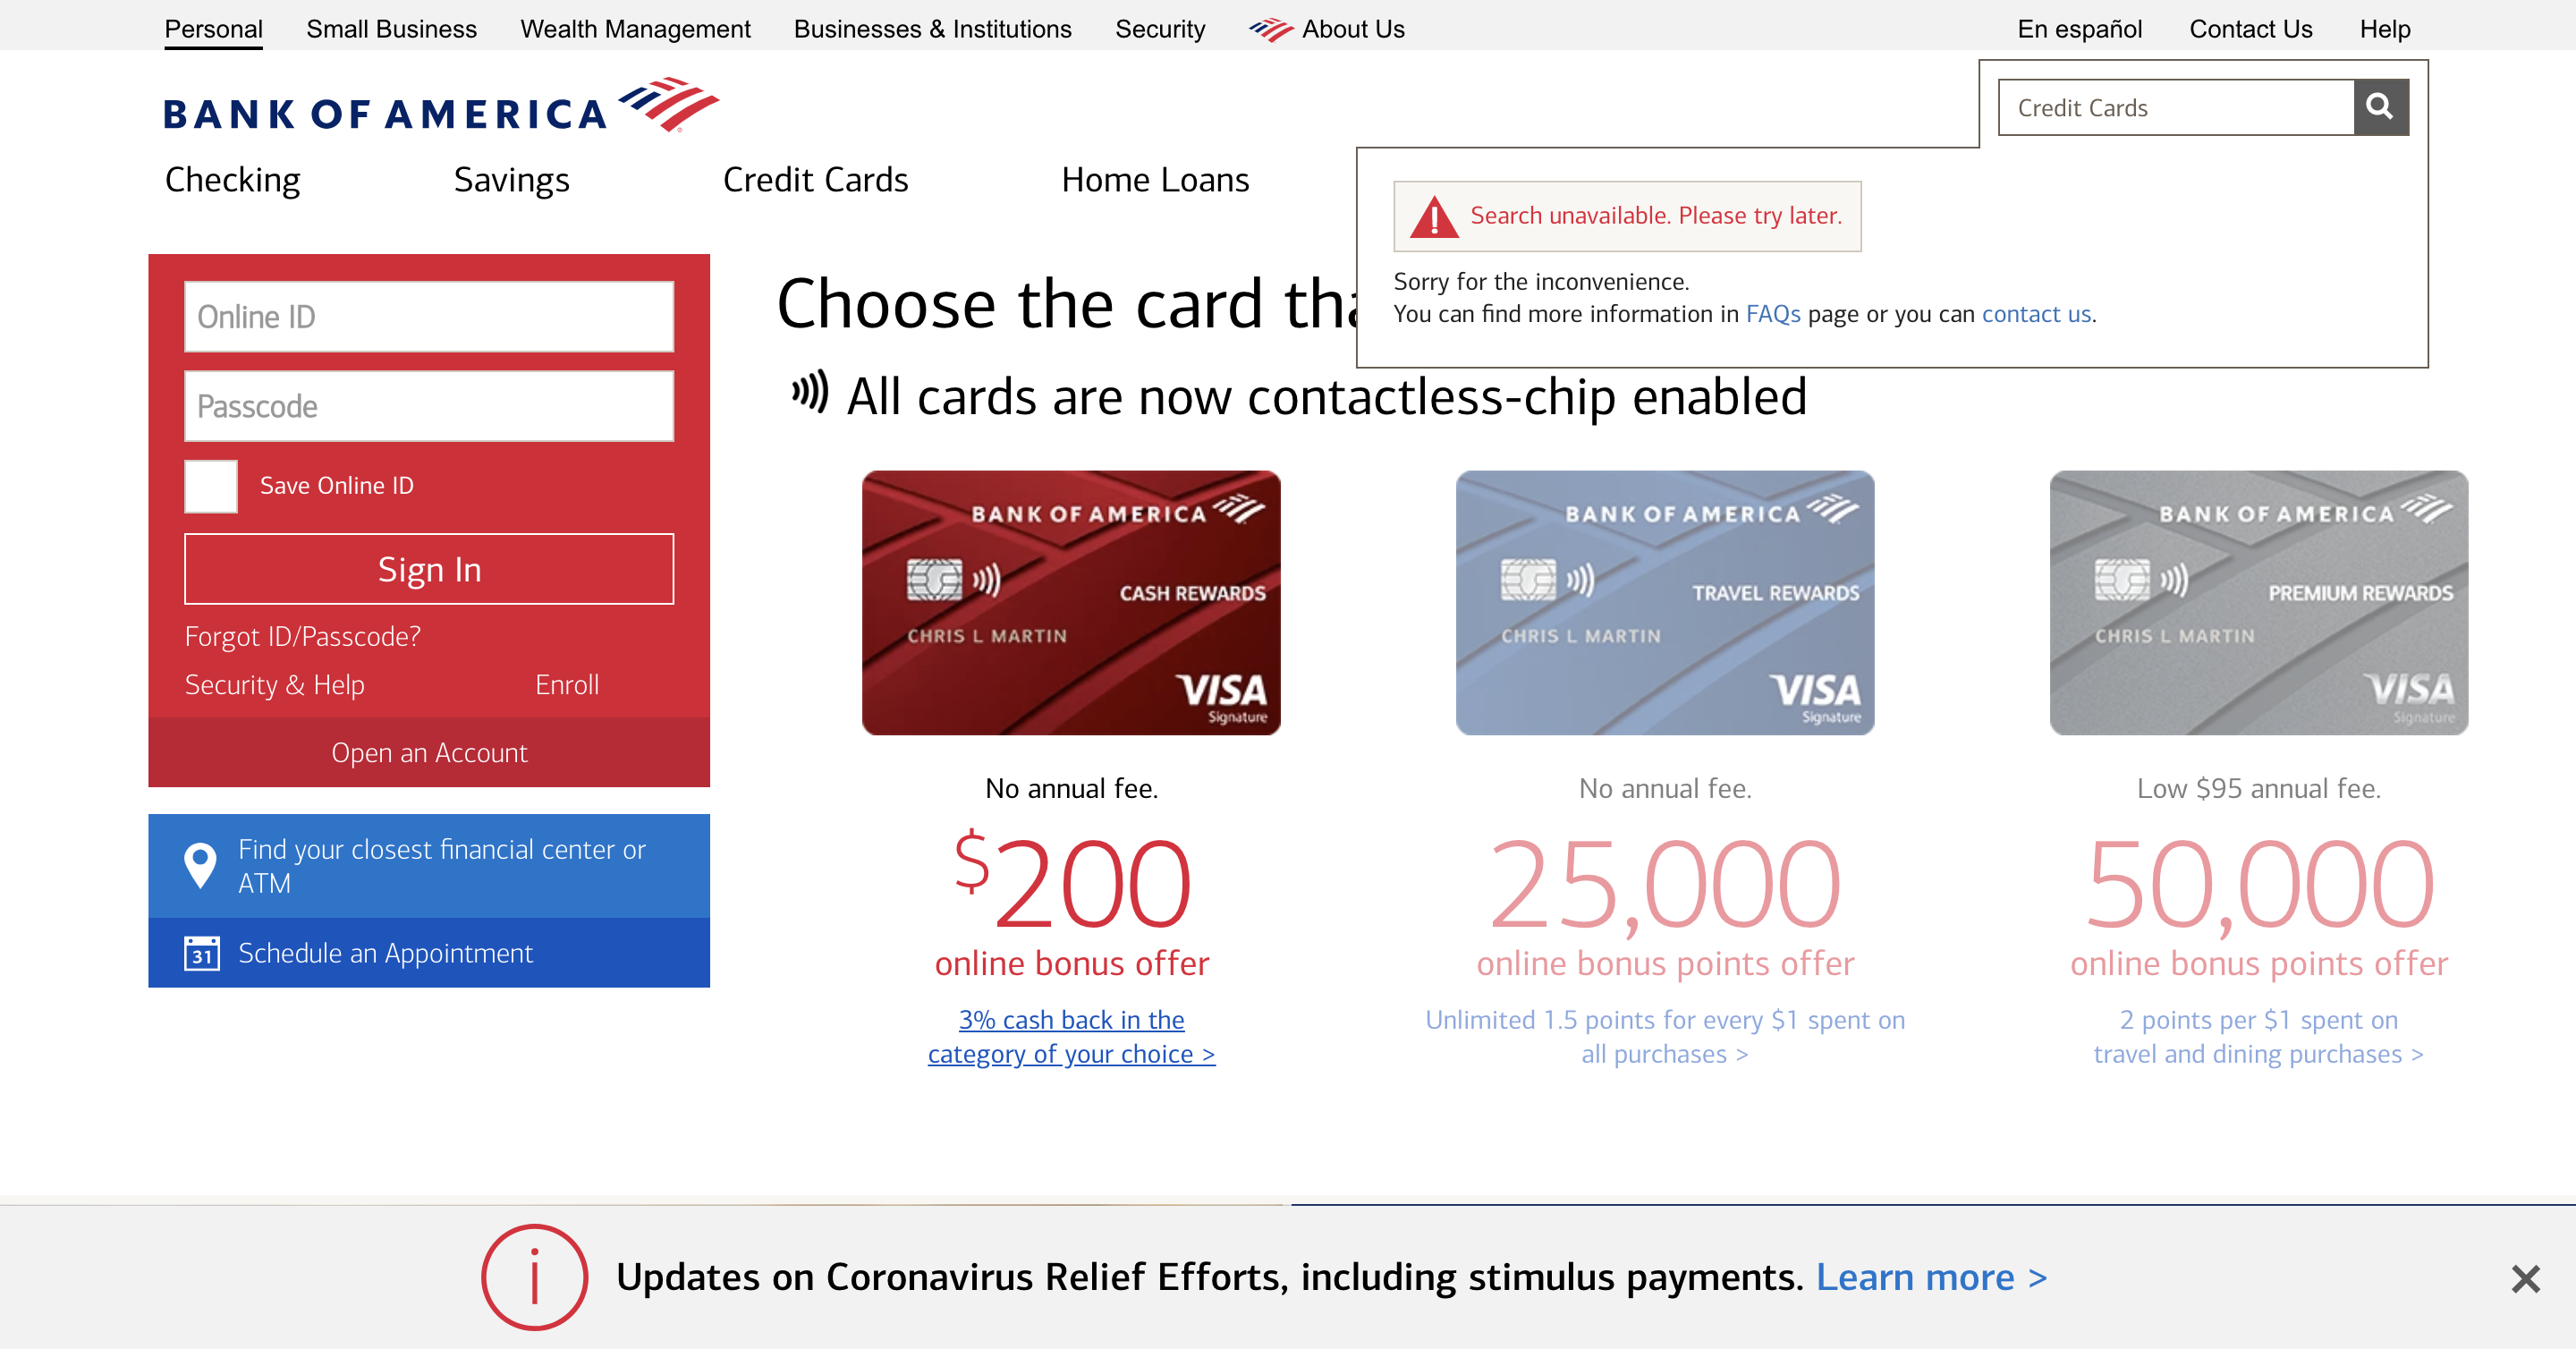 Personal Small Business Wealth Management Businesses & Institutions Security About Us En español Contact Us Help
BANK OF AMERICA
Credit Cards
Checking Savings Credit Cards Home Loans
Search unavailable. Please try later.
Sorry for the inconvenience.
You can find more information in FAQs page or you can contact us.
Online ID
Passcode
Save Online ID
Sign In
Forgot ID/Passcode?
Security & Help Enroll
Open an Account
Find your closest financial center or
ATM
31
Schedule an Appointment
Choose the card tha
All cards are now contactless-chip enabled
BANK OF AMERICA
CASH REWARDS
CHRIS L MARTIN
VISA
Signature
No annual fee.
$200
online bonus offer
3% cash back in the
category of your choice >
BANK OF AMERICA
TRAVEL REWARDS
CHRIS L MARTIN
VISA
Signature
No annual fee.
25,000
online bonus points offer
Unlimited 1.5 points for every $1 spent on
all purchases >
BANK OF AMERICA
PREMIUM REWARDS
CHRIS L MARTIN
VISA
Signature
Low $95 annual fee.
50,000
online bonus points offer
2 points per $1 spent on
travel and dining purchases >
Updates on Coronavirus Relief Efforts, including stimulus payments. Learn more >